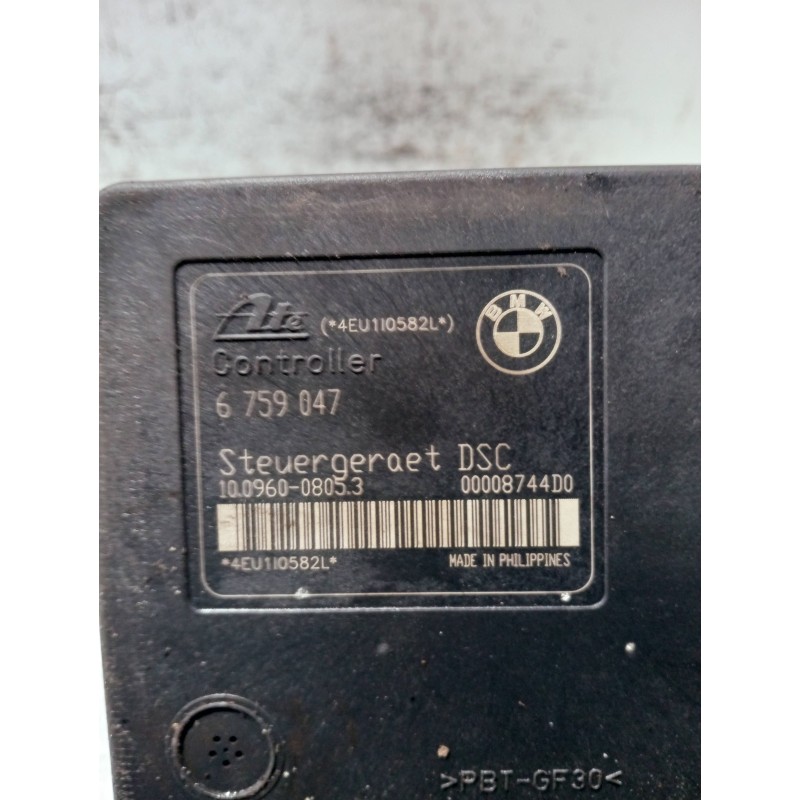 Ate (*4EU1I0582L*) BMW
Controller
6 759 047
Steuergeraet DSC
10.0960-0805.3 00008744D0
*4EU1I0582L* MADE IN PHILIPPINES
>PBT-GF30<